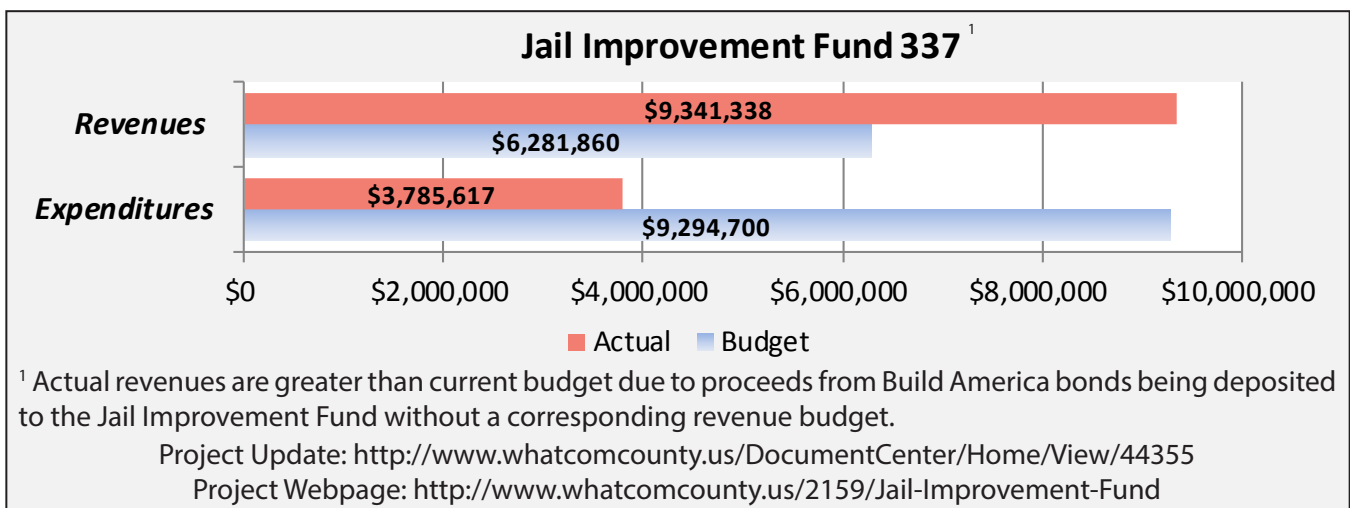 Jail Improvement Fund 337 ¹
Revenues
$9,341,338
$6,281,860
Expenditures
$3,785,617
$9,294,700
$0 $2,000,000 $4,000,000 $6,000,000 $8,000,000 $10,000,000
Actual Budget
¹ Actual revenues are greater than current budget due to proceeds from Build America bonds being deposited
to the Jail Improvement Fund without a corresponding revenue budget.
Project Update: http://www.whatcomcounty.us/DocumentCenter/Home/View/44355
Project Webpage: http://www.whatcomcounty.us/2159/Jail-Improvement-Fund